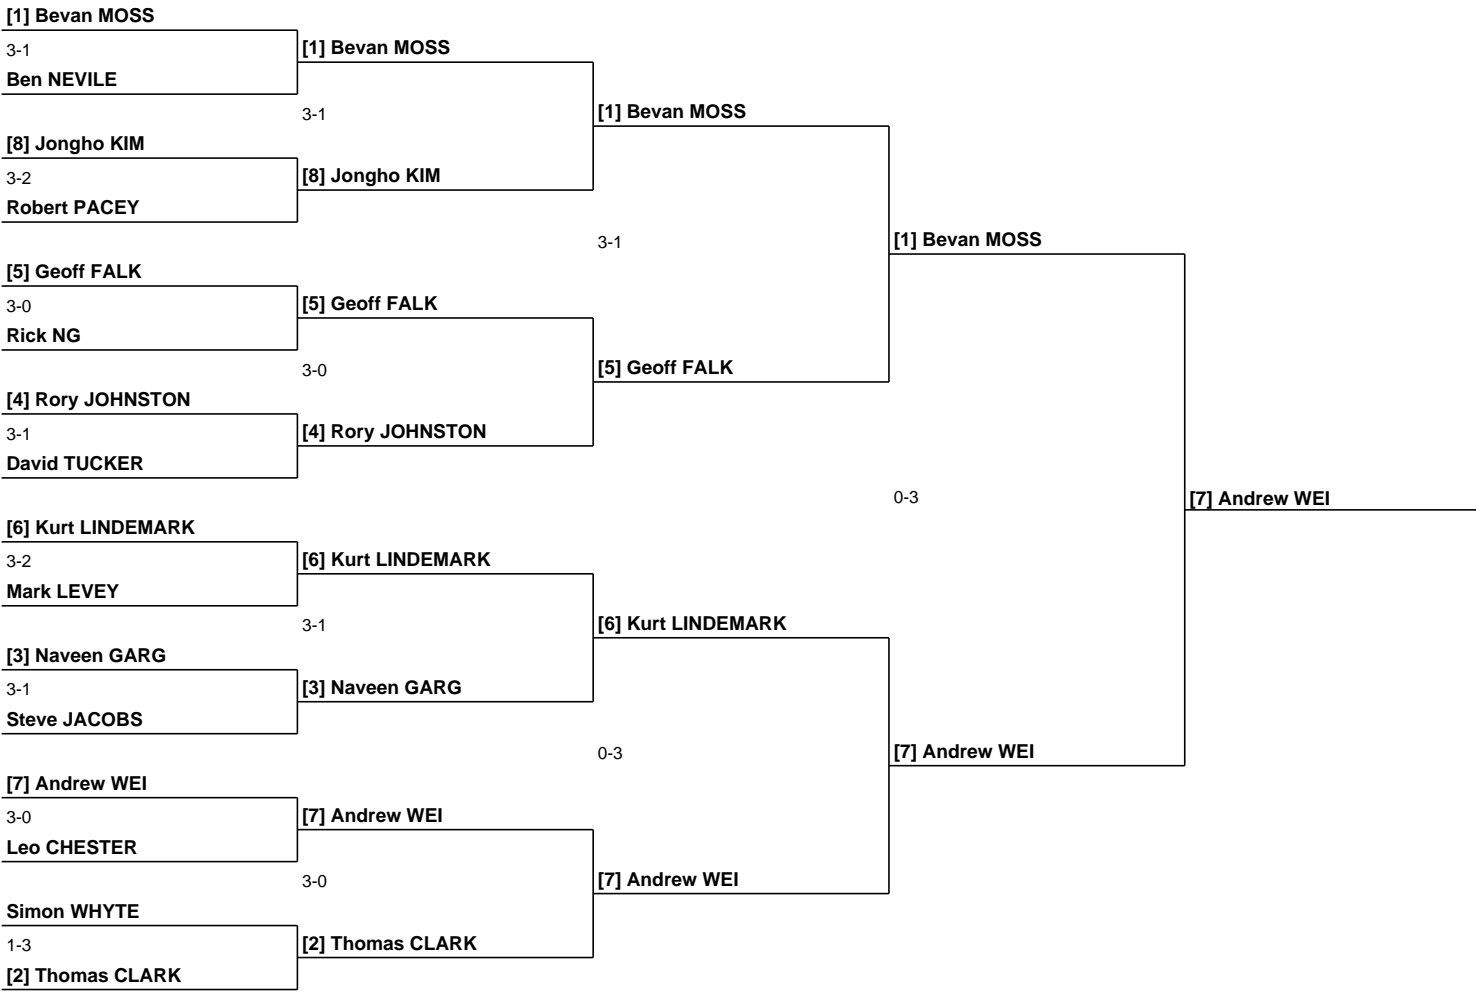 [1] Bevan MOSS
3-1
Ben NEVILE
[8] Jongho KIM
3-2
Robert PACEY
[5] Geoff FALK
3-0
Rick NG
[4] Rory JOHNSTON
3-1
David TUCKER
[6] Kurt LINDEMARK
3-2
Mark LEVEY
[3] Naveen GARG
3-1
Steve JACOBS
[7] Andrew WEI
3-0
Leo CHESTER
Simon WHYTE
1-3
[2] Thomas CLARK
[1] Bevan MOSS
3-1
[8] Jongho KIM
[5] Geoff FALK
3-0
[4] Rory JOHNSTON
[6] Kurt LINDEMARK
3-1
[3] Naveen GARG
[7] Andrew WEI
3-0
[2] Thomas CLARK
[1] Bevan MOSS
3-1
[5] Geoff FALK
[6] Kurt LINDEMARK
0-3
[7] Andrew WEI
[1] Bevan MOSS
0-3
[7] Andrew WEI
[7] Andrew WEI